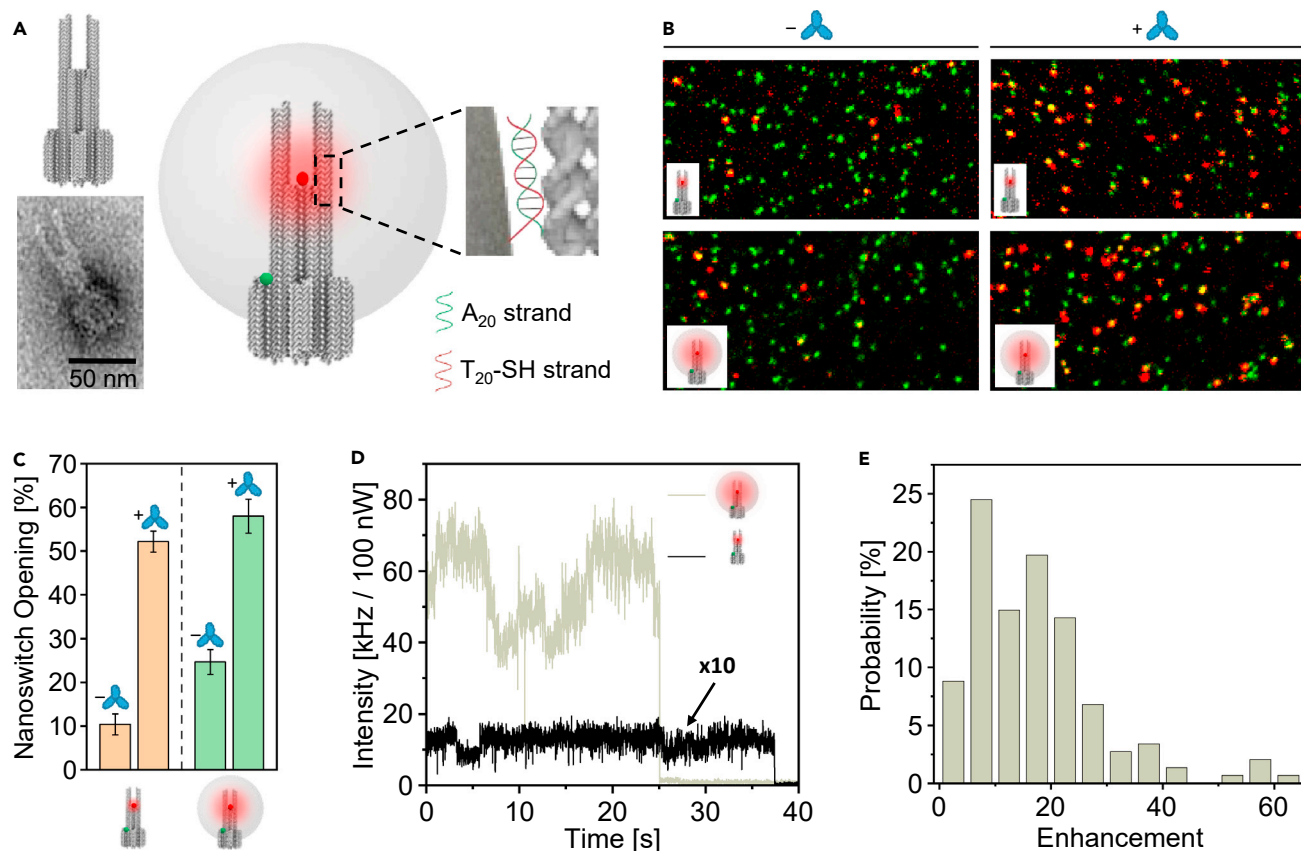 A
50 nm
A20 strand
T20-SH strand
B
−
+
C
Nanoswitch Opening [%]
70
60
50
40
30
20
10
0
−
+
−
+
D
Intensity [kHz / 100 nW]
80
60
40
20
0
x10
0
10
20
30
40
Time [s]
E
Probability [%]
25
20
15
10
5
0
0
20
40
60
Enhancement